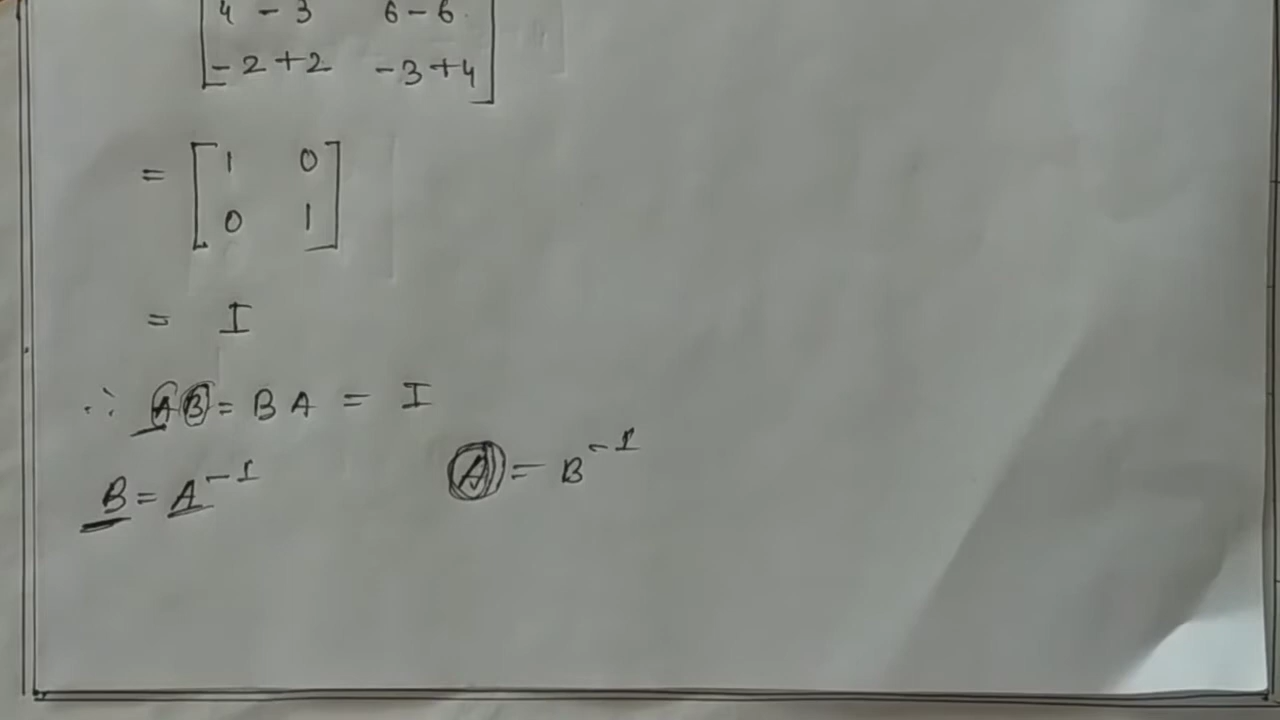 4 - 3 6 - 6
- 2 + 2 - 3 + 4
= 1 0
0 1
= I
∴ AB = BA = I
B = A⁻¹ A = B⁻¹